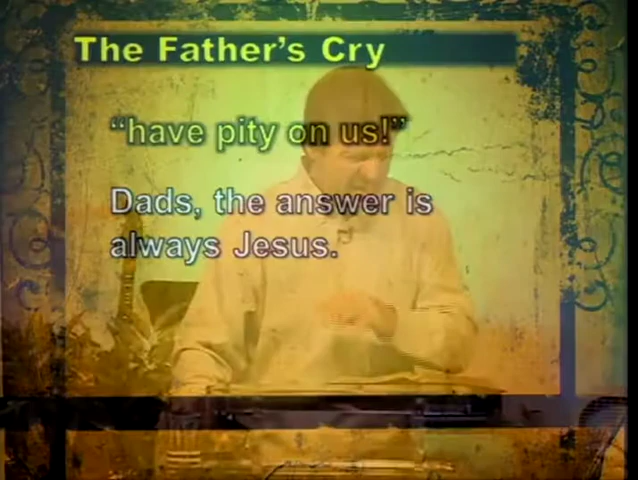 The Father's Cry
“have pity on us!”
Dads, the answer is
always Jesus.